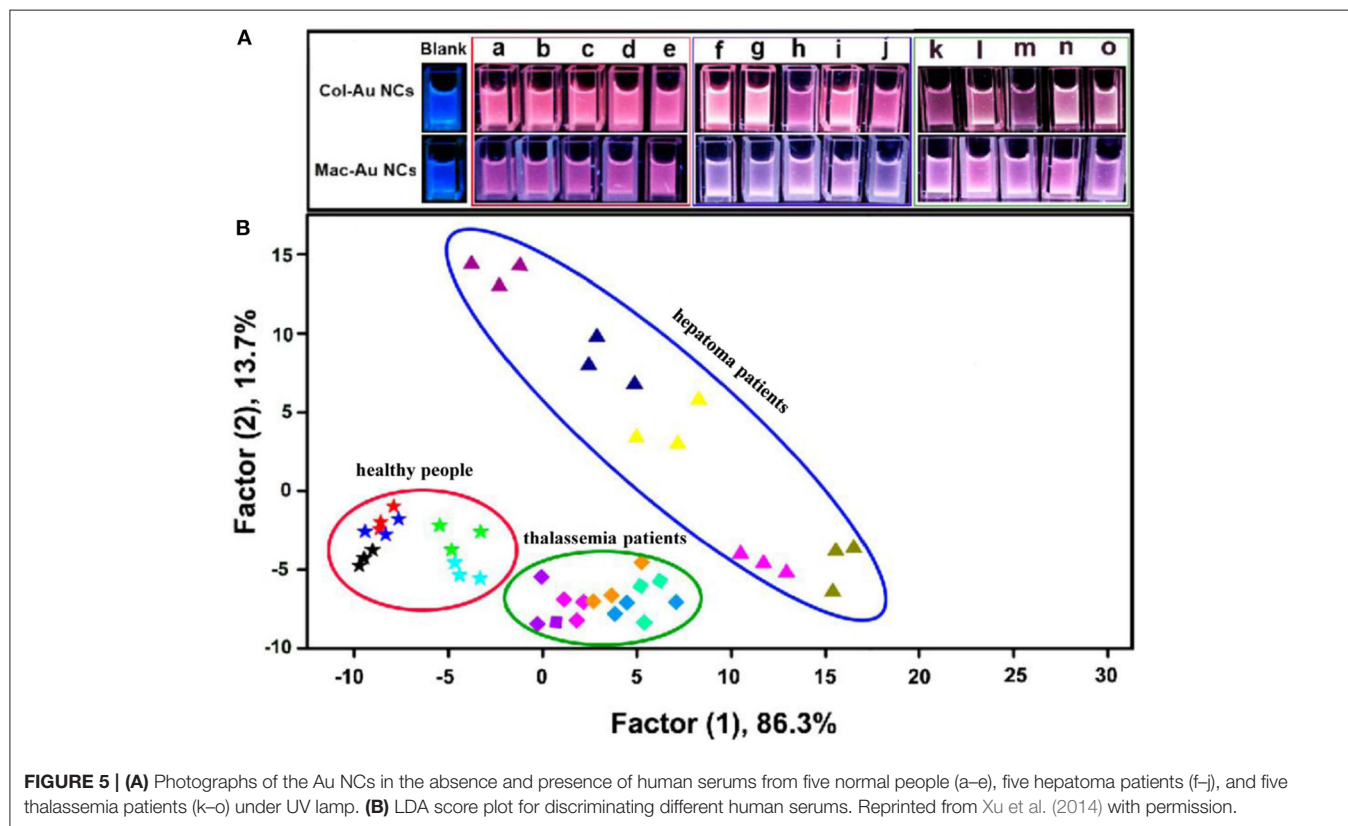 A
Blank a b c d e f g h i j k l m n o
Col-Au NCs
Mac-Au NCs
B
Factor (2), 13.7%
15
10
5
0
-5
-10
hepatoma patients
healthy people
thalassemia patients
-10 -5 0 5 10 15 20 25 30
Factor (1), 86.3%
FIGURE 5 | (A) Photographs of the Au NCs in the absence and presence of human serums from five normal people (a–e), five hepatoma patients (f–j), and five
thalassemia patients (k–o) under UV lamp. (B) LDA score plot for discriminating different human serums. Reprinted from Xu et al. (2014) with permission.